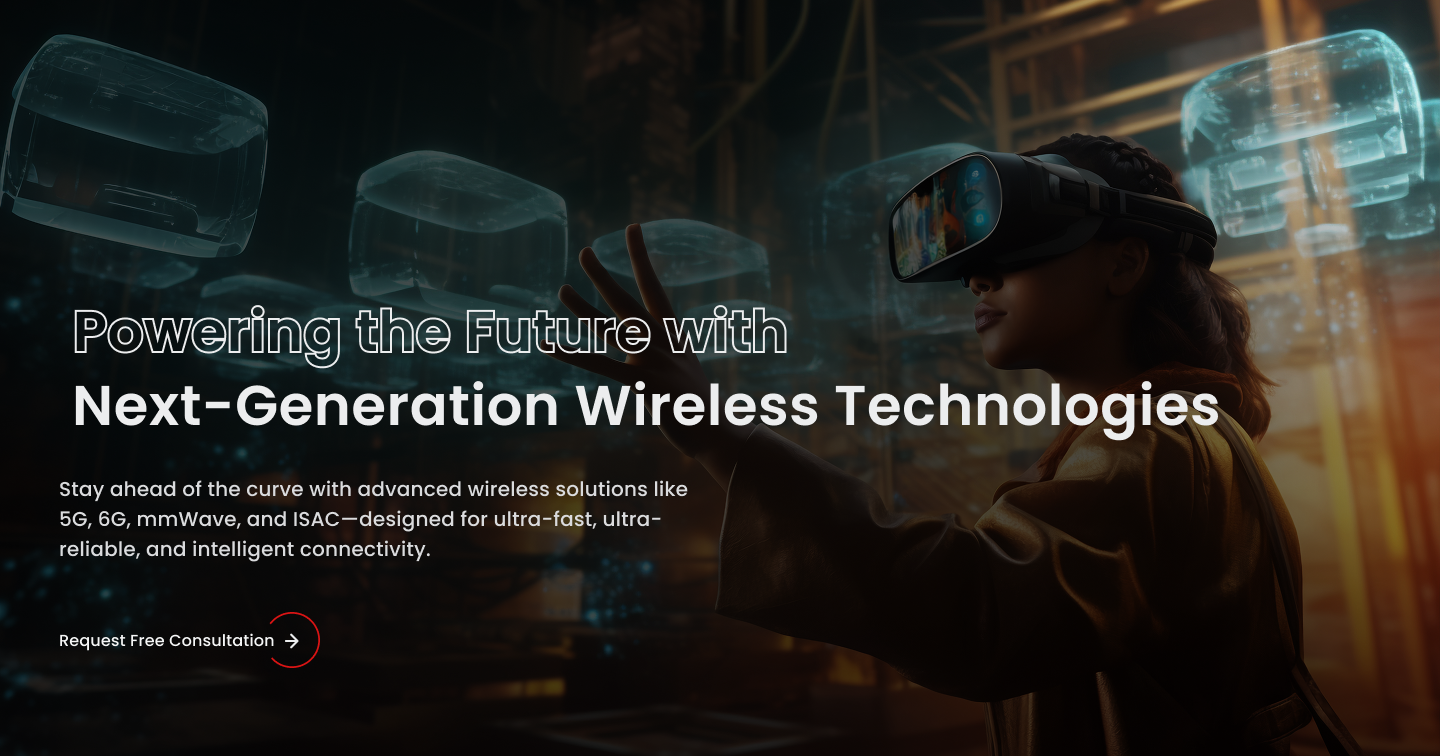 Powering the Future with
Next-Generation Wireless Technologies
Stay ahead of the curve with advanced wireless solutions like
5G, 6G, mmWave, and ISAC—designed for ultra-fast, ultra-
reliable, and intelligent connectivity.
Request Free Consultation →